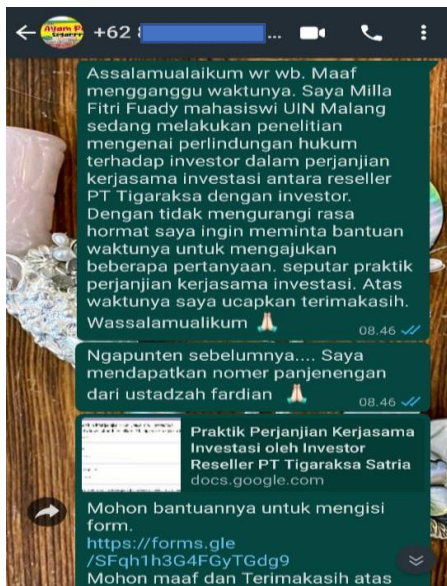 Ayam P
+62 8
...
Assalamualaikum wr wb. Maaf
mengganggu waktunya. Saya Milla
Fitri Fuady mahasiswi UIN Malang
sedang melakukan penelitian
mengenai perlindungan hukum
terhadap investor dalam perjanjian
kerjasama investasi antara reseller
PT Tigaraksa dengan investor.
Dengan tidak mengurangi rasa
hormat saya ingin meminta bantuan
waktunya untuk mengajukan
beberapa pertanyaan. seputar praktik
perjanjian kerjasama investasi. Atas
waktunya saya ucapkan terimakasih.
Wassalamualikum 🙏
08.46
Ngapunten sebelumnya.... Saya
mendapatkan nomer panjenengan
dari ustadzah fardian 🙏
08.46
Praktik Perjanjian Kerjasama
Investasi oleh Investor
Reseller PT Tigaraksa Satria
docs.google.com
Mohon bantuannya untuk mengisi
form.
https://forms.gle
/SFqh1h3G4FGyTGdg9
Mohon maaf dan Terimakasih atas